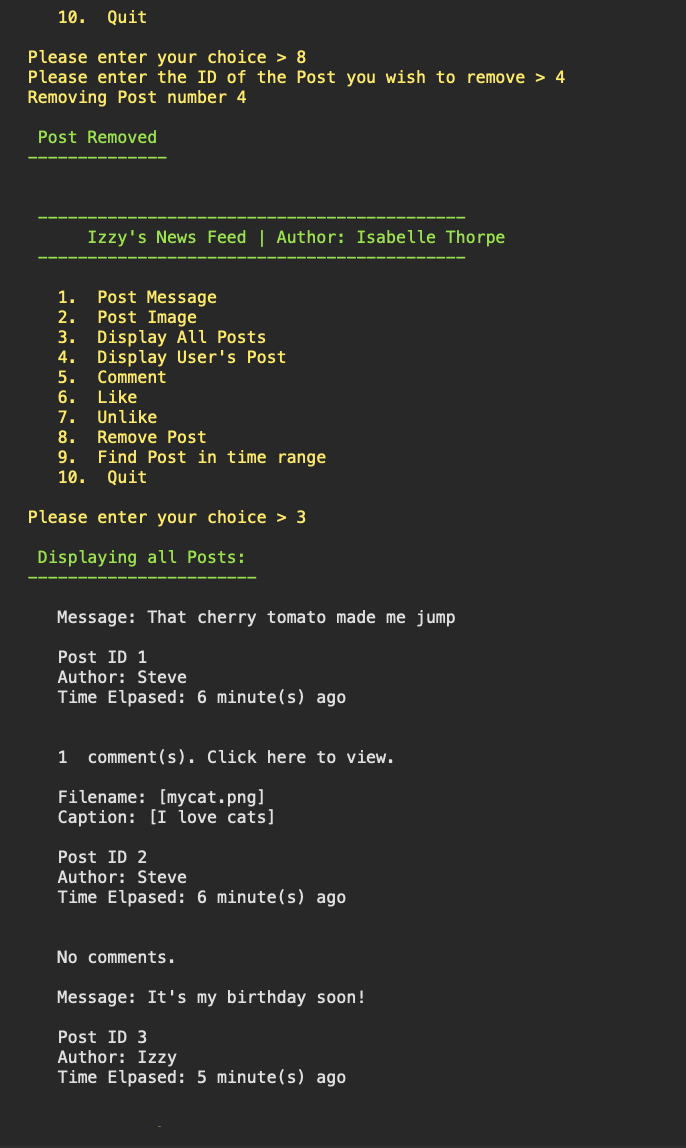 10.  Quit
Please enter your choice > 8
Please enter the ID of the Post you wish to remove > 4
Removing Post number 4
Post Removed
--------------
-------------------------------------------
Izzy's News Feed | Author: Isabelle Thorpe
-------------------------------------------
1.  Post Message
2.  Post Image
3.  Display All Posts
4.  Display User's Post
5.  Comment
6.  Like
7.  Unlike
8.  Remove Post
9.  Find Post in time range
10.  Quit
Please enter your choice > 3
Displaying all Posts:
-----------------------
Message: That cherry tomato made me jump
Post ID 1
Author: Steve
Time Elpased: 6 minute(s) ago
1  comment(s). Click here to view.
Filename: [mycat.png]
Caption: [I love cats]
Post ID 2
Author: Steve
Time Elpased: 6 minute(s) ago
No comments.
Message: It's my birthday soon!
Post ID 3
Author: Izzy
Time Elpased: 5 minute(s) ago